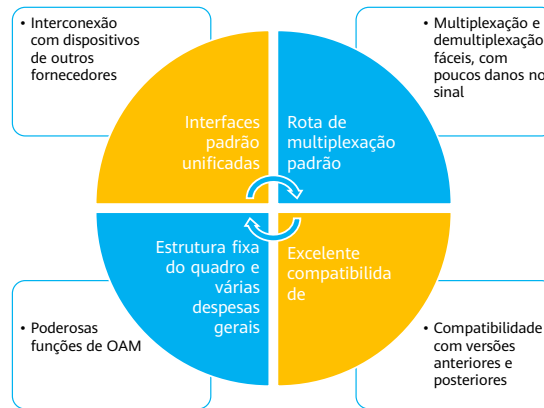 • Interconexão
com dispositivos
de outros
fornecedores
• Multiplexação e
demultiplexação
fáceis, com
poucos danos no
sinal
Interfaces
padrão
unificadas
Rota de
multiplexação
padrão
Estrutura fixa
do quadro e
várias
despesas
gerais
Excelente
compatibilida
de
• Poderosas
funções de OAM
• Compatibilidade
com versões
anteriores e
posteriores